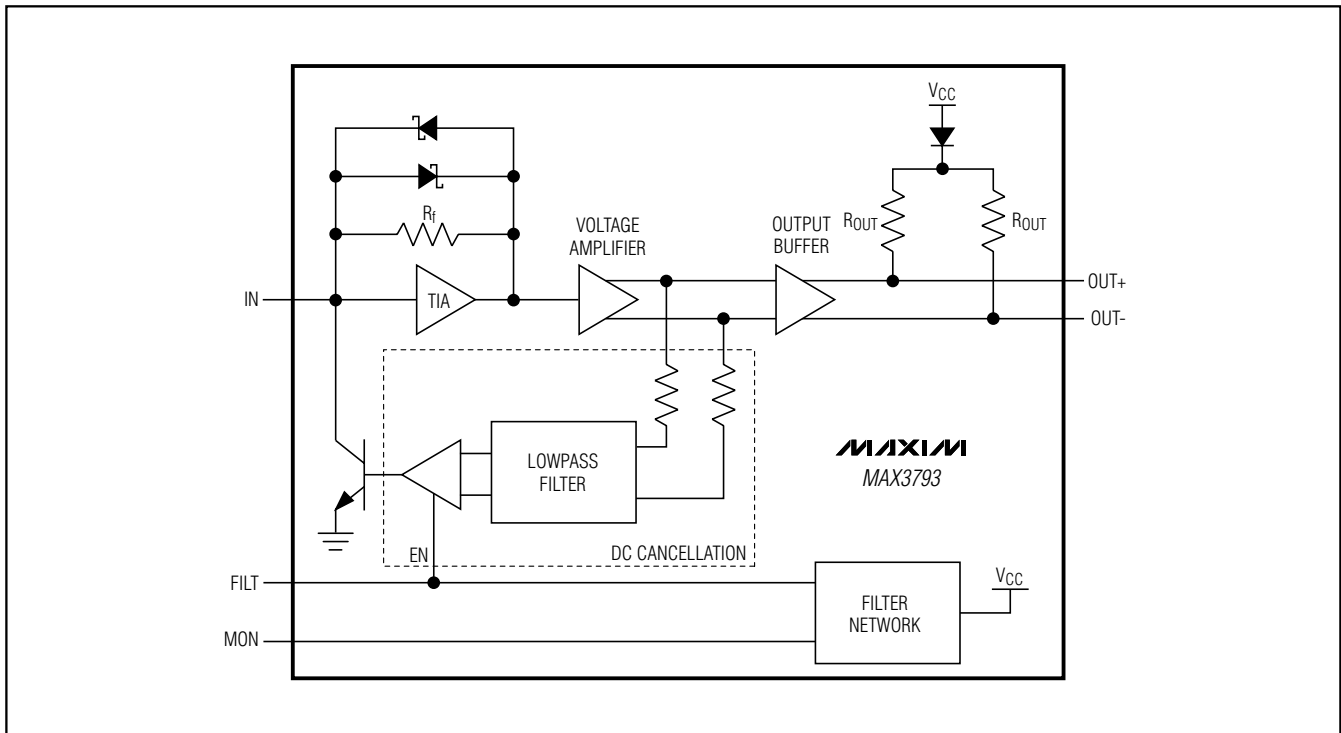 VCC
Rf
VOLTAGE
AMPLIFIER
OUTPUT
BUFFER
ROUT
ROUT
IN
TIA
OUT+
OUT-
LOWPASS
FILTER
MAXIM
MAX3793
EN
DC CANCELLATION
FILT
MON
FILTER
NETWORK
VCC